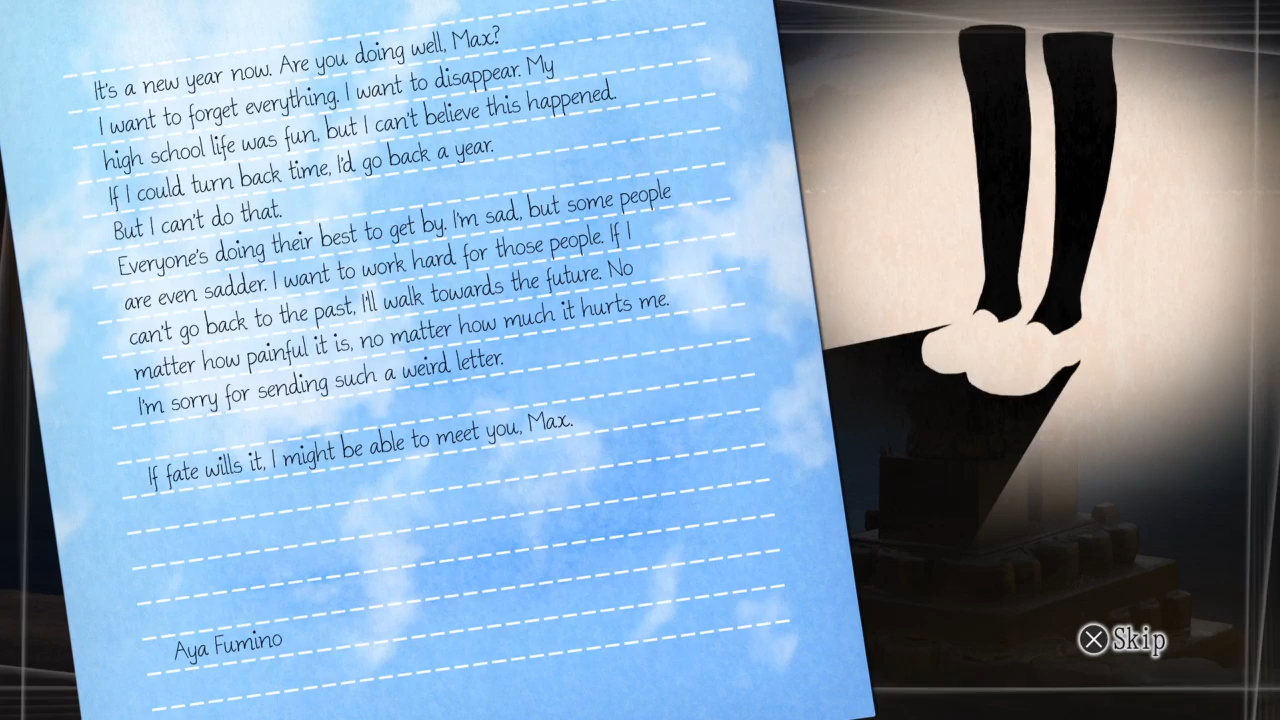 It's a new year now. Are you doing well, Max?
I want to forget everything. I want to disappear. My
high school life was fun, but I can't believe this happened.
If I could turn back time, I'd go back a year.
But I can't do that.
Everyone's doing their best to get by. I'm sad, but some people
are even sadder. I want to work hard for those people. If I
can't go back to the past, I'll walk towards the future. No
matter how painful it is, no matter how much it hurts me.
I'm sorry for sending such a weird letter.
If fate wills it, I might be able to meet you, Max.
Aya Fumino
Skip